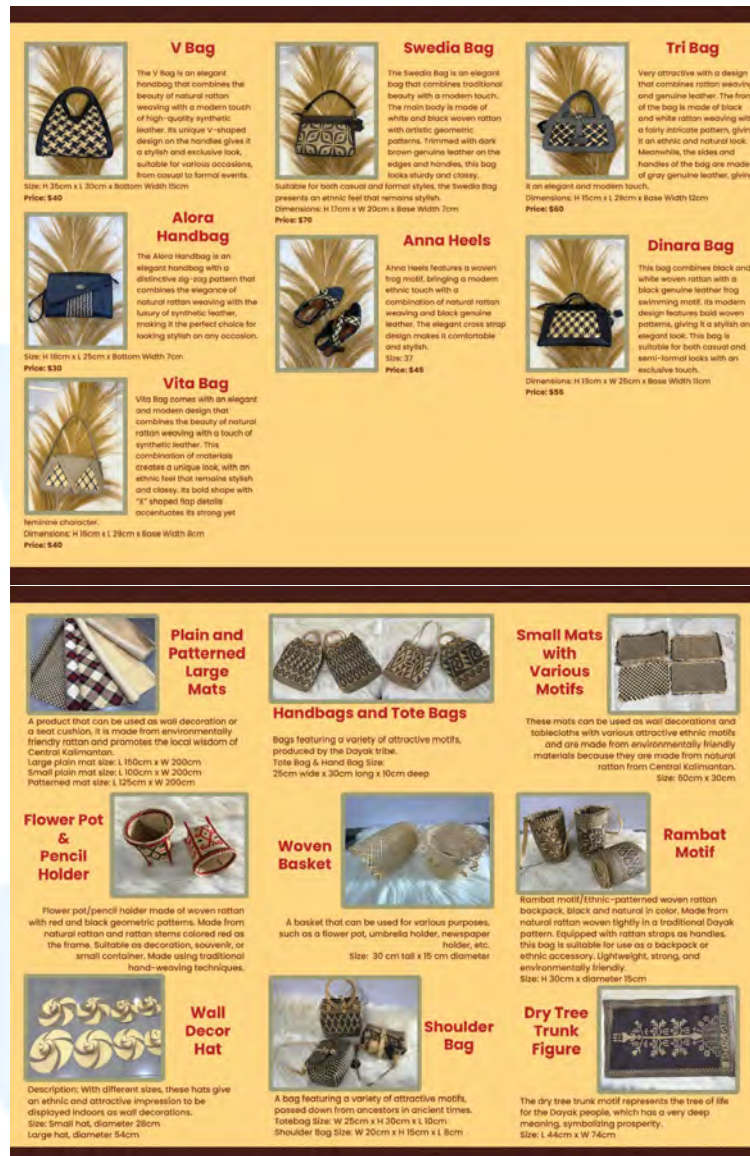 V Bag
The V Bag is an elegant
handbag that combines the
beauty of natural rattan
weaving with a modern touch
of high-quality synthetic
leather. Its unique V-shaped
design on the handles gives it
a stylish and exclusive look,
suitable for various occasions,
from casual to formal events.
Size: H 35cm x L 30cm x Bottom Width 15cm
Price: $40
Alora
Handbag
The Alora Handbag is an
elegant handbag with a
distinctive zig-zag pattern that
combines the elegance of
natural rattan weaving with the
luxury of synthetic leather,
making it the perfect choice for
looking stylish on any occasion.
Size: H 18cm x L 25cm x Bottom Width 7cm
Price: $30
Vita Bag
Vita Bag comes with an elegant
and modern design that
combines the beauty of natural
rattan weaving with a touch of
synthetic leather. This
combination of materials
creates a unique look, with an
ethnic feel that remains stylish
and classy. Its bold shape with
"X" shaped flap details
accentuates its strong yet
feminine character.
Dimensions: H 16cm x L 29cm x Base Width 8cm
Price: $40
Swedia Bag
The Swedia Bag is an elegant
bag that combines traditional
beauty with a modern touch.
The main body is made of
white and black woven rattan
with artistic geometric
patterns. Trimmed with dark
brown genuine leather on the
edges and handles, this bag
looks sturdy and classy.
Suitable for both casual and formal styles, the Swedia Bag
presents an ethnic feel that remains stylish.
Dimensions: H 17cm x W 20cm x Base Width 7cm
Price: $70
Anna Heels
Anna Heels features a woven
frog motif, bringing a modern
ethnic touch with a
combination of natural rattan
weaving and black genuine
leather. The elegant cross strap
design makes it comfortable
and stylish.
Size: 37
Price: $45
Tri Bag
Very attractive with a design
that combines rattan weaving
and genuine leather. The front
of the bag is made of black
and white rattan weaving with
a fairly intricate pattern, giving
it an ethnic and natural look.
Meanwhile, the sides and
handles of the bag are made
of gray genuine leather, giving
it an elegant and modern touch.
Dimensions: H 15cm x L 29cm x Base Width 12cm
Price: $60
Dinara Bag
This bag combines black and
white woven rattan with a
black genuine leather frog
swimming motif. Its modern
design features bold woven
patterns, giving it a stylish and
elegant look. This bag is
suitable for both casual and
semi-formal looks with an
exclusive touch.
Dimensions: H 19cm x W 25cm x Base Width 11cm
Price: $55
Plain and
Patterned
Large
Mats
A product that can be used as wall decoration or
a seat cushion, it is made from environmentally
friendly rattan and promotes the local wisdom of
Central Kalimantan.
Large plain mat size: L 150cm x W 200cm
Small plain mat size: L 100cm x W 200cm
Patterned mat size: L 125cm x W 200cm
Handbags and Tote Bags
Bags featuring a variety of attractive motifs,
produced by the Dayak tribe.
Tote Bag & Hand Bag Size:
25cm wide x 30cm long x 10cm deep
Small Mats
with
Various
Motifs
These mats can be used as wall decorations and
tablecloths with various attractive ethnic motifs
and are made from environmentally friendly
materials because they are made from natural
rattan from Central Kalimantan.
Size: 60cm x 30cm
Flower Pot
&
Pencil
Holder
Flower pot/pencil holder made of woven rattan
with red and black geometric patterns. Made from
natural rattan and rattan stems colored red as
the frame. Suitable as decoration, souvenir, or
small container. Made using traditional
hand-weaving techniques.
Woven
Basket
A basket that can be used for various purposes,
such as a flower pot, umbrella holder, newspaper
holder, etc.
Size: 30 cm tall x 15 cm diameter
Rambat
Motif
Rambat motif/Ethnic-patterned woven rattan
backpack, black and natural in color. Made from
natural rattan woven tightly in a traditional Dayak
pattern. Equipped with rattan straps as handles,
this bag is suitable for use as a backpack or
ethnic accessory. Lightweight, strong, and
environmentally friendly.
Size: H 30cm x diameter 15cm
Wall
Decor
Hat
Description: With different sizes, these hats give
an ethnic and attractive impression to be
displayed indoors as wall decorations.
Size: Small hat, diameter 28cm
Large hat, diameter 54cm
Shoulder
Bag
A bag featuring a variety of attractive motifs,
passed down from ancestors in ancient times.
Totebag Size: W 25cm x H 30cm x L 10cm
Shoulder Bag Size: W 20cm x H 15cm x L 8cm
Dry Tree
Trunk
Figure
The dry tree trunk motif represents the tree of life
for the Dayak people, which has a very deep
meaning, symbolizing prosperity.
Size: L 44cm x W 74cm